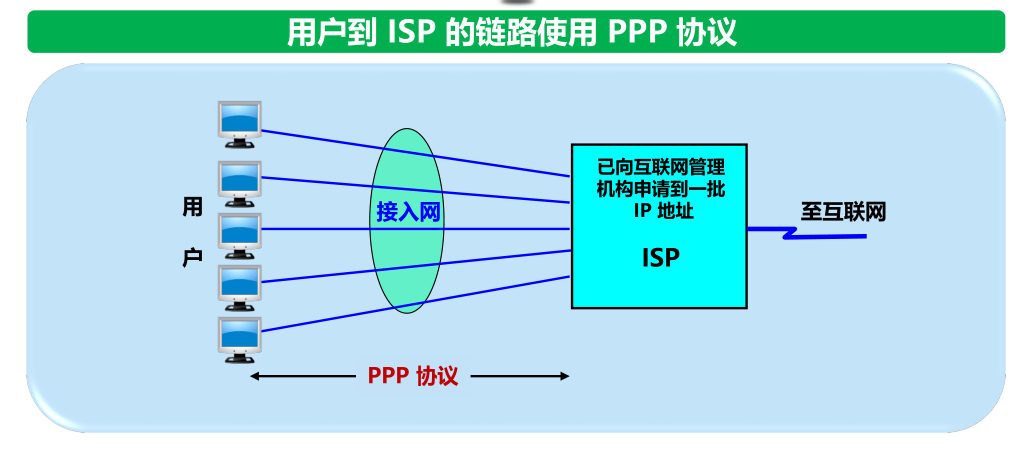 用户到 ISP 的链路使用 PPP 协议
用
户
接入网
已向互联网管理
机构申请到一批
IP 地址
ISP
至互联网
PPP 协议